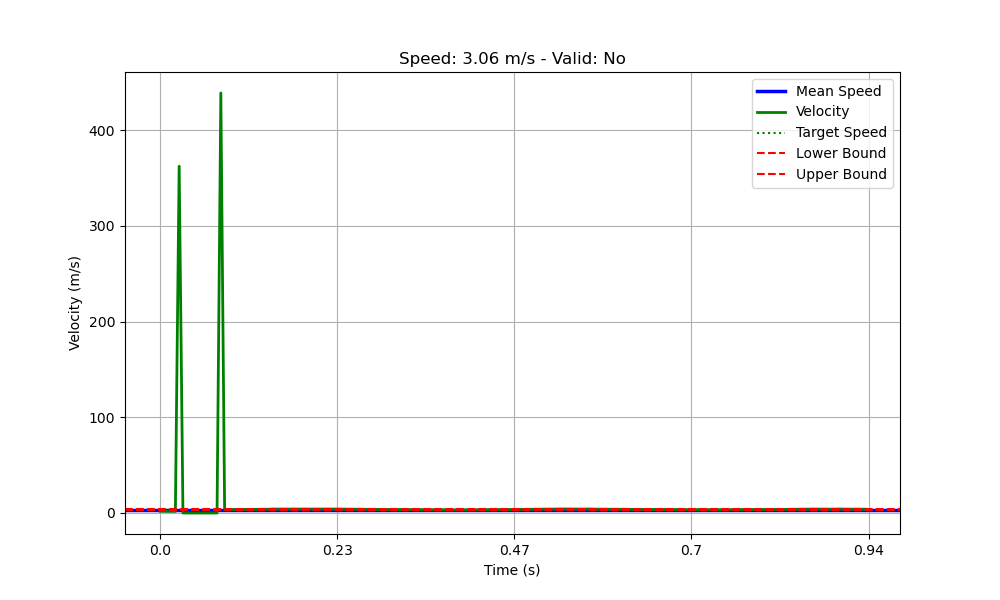 Speed: 3.06 m/s - Valid: No
Mean Speed
Velocity
Target Speed
Lower Bound
Upper Bound
Velocity (m/s)
400
300
200
100
0
0.0 0.23 0.47 0.7 0.94
Time (s)